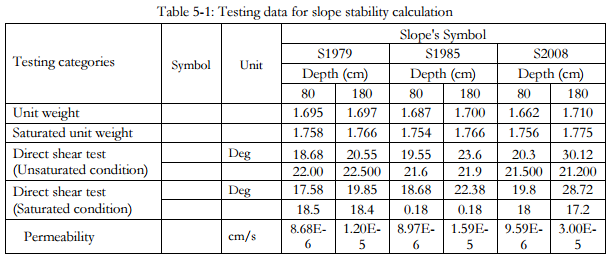 Table 5-1: Testing data for slope stability calculation
Testing categories Symbol Unit Slope's Symbol
S1979 S1985 S2008
Depth (cm) Depth (cm) Depth (cm)
80 180 80 180 80 180
Unit weight 1.695 1.697 1.687 1.700 1.662 1.710
Saturated unit weight 1.758 1.766 1.754 1.766 1.756 1.775
Direct shear test Deg 18.68 20.55 19.55 23.6 20.3 30.12
(Unsaturated condition) 22.00 22.500 21.6 21.9 21.500 21.200
Direct shear test Deg 17.58 19.85 18.68 22.38 19.8 28.72
(Saturated condition) 18.5 18.4 0.18 0.18 18 17.2
Permeability cm/s 8.68E-6 1.20E-5 8.97E-6 1.59E-5 9.59E-6 3.00E-5